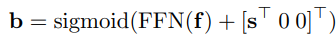 b = sigmoid(FFN(f) + [s⊤ 0 0]⊤)